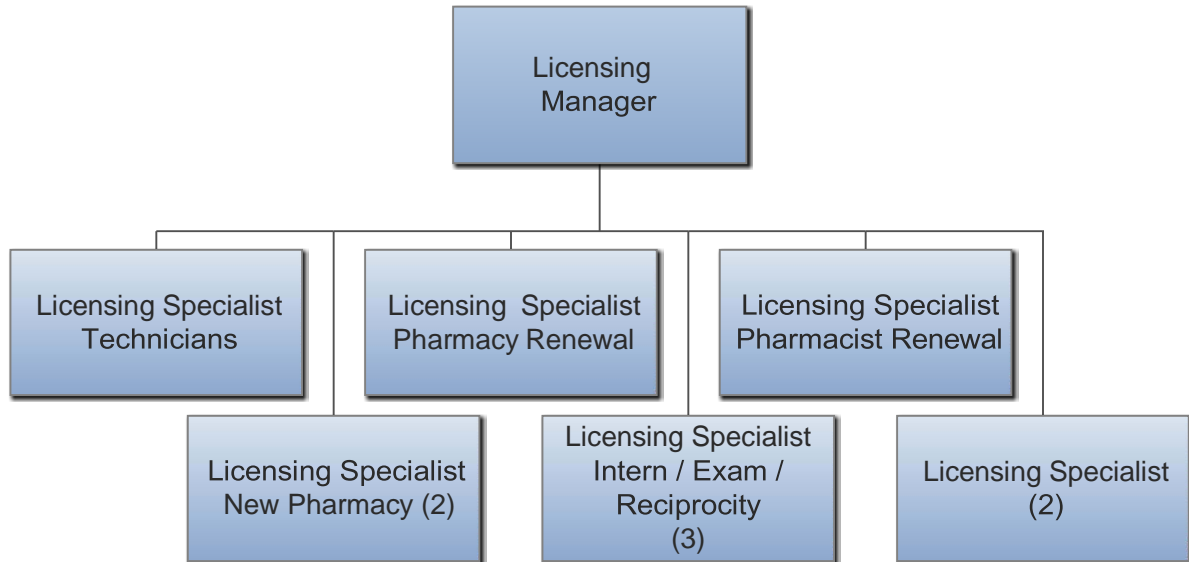 Licensing
Manager
Licensing Specialist
Technicians
Licensing Specialist
Pharmacy Renewal
Licensing Specialist
Pharmacist Renewal
Licensing Specialist
New Pharmacy (2)
Licensing Specialist
Intern / Exam /
Reciprocity
(3)
Licensing Specialist
(2)